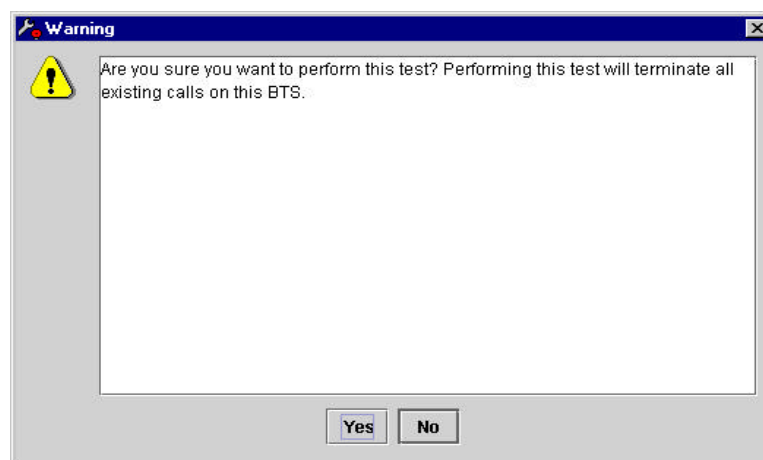 Warning
Are you sure you want to perform this test? Performing this test will terminate all
existing calls on this BTS.
Yes No